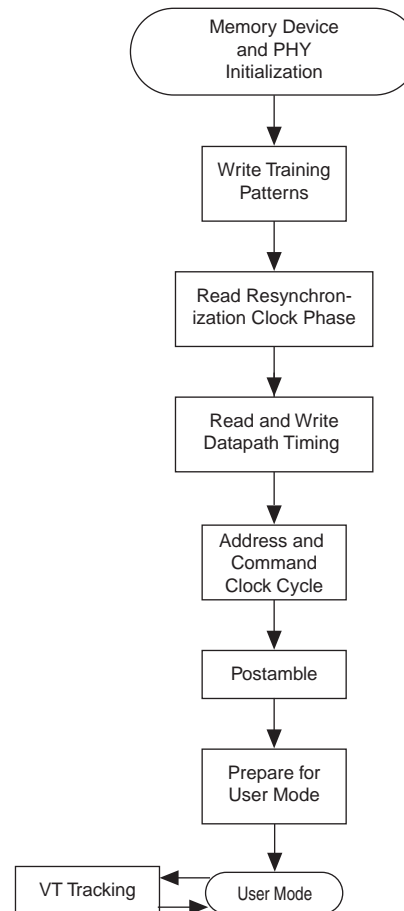 Memory Device
and PHY
Initialization
Write Training
Patterns
Read Resynchron-
ization Clock Phase
Read and Write
Datapath Timing
Address and
Command
Clock Cycle
Postamble
Prepare for
User Mode
VT Tracking
User Mode